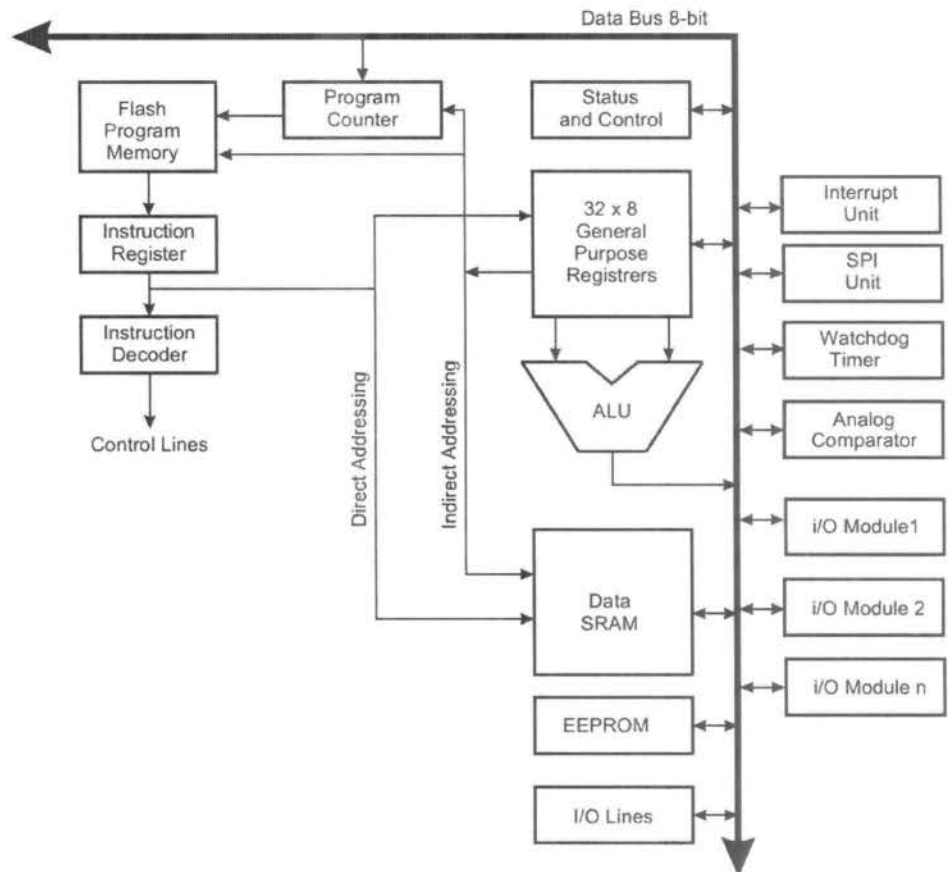 Data Bus 8-bit
Flash
Program
Memory
Program
Counter
Status
and Control
Instruction
Register
32 x 8
General
Purpose
Registrers
Interrupt
Unit
SPI
Unit
Instruction
Decoder
Watchdog
Timer
ALU
Analog
Comparator
Control Lines
Direct Addressing
Indirect Addressing
i/O Module1
Data
SRAM
i/O Module 2
i/O Module n
EEPROM
I/O Lines